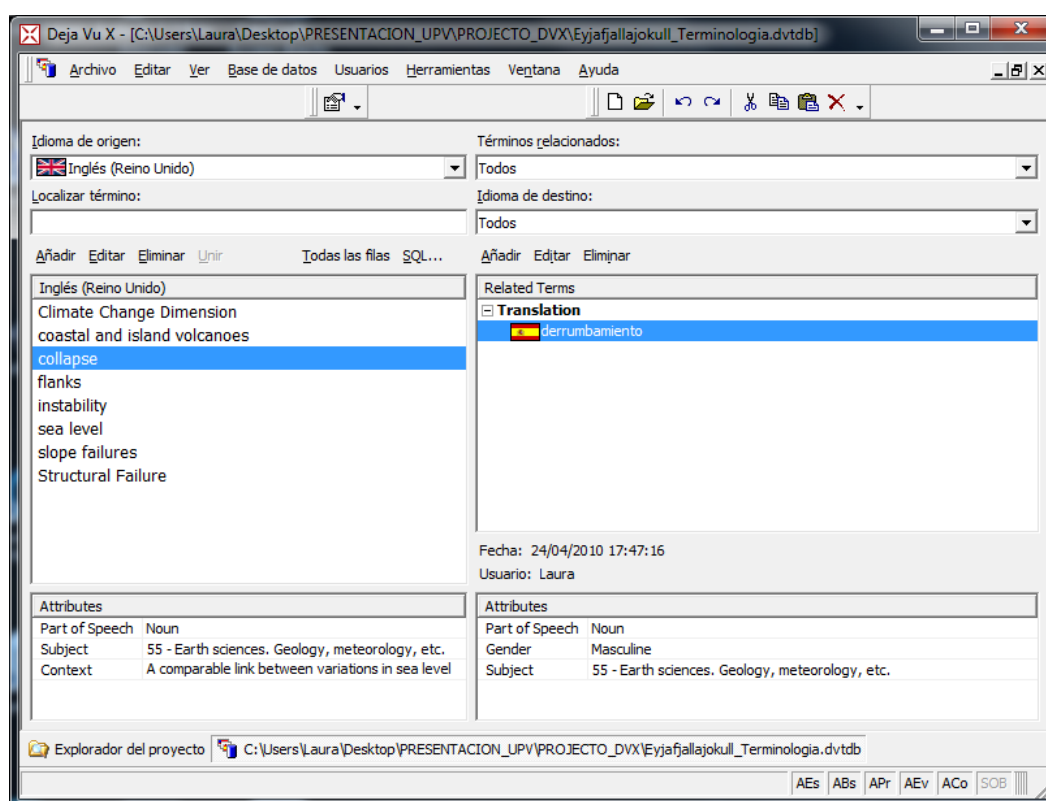 Deja Vu X - [C:\Users\Laura\Desktop\PRESENTACION_UPV\PROJECTO_DVX\Eyjafjallajokull_Terminologia.dvtdb]
Archivo Editar Ver Base de datos Usuarios Herramientas Ventana Ayuda
Idioma de origen:
Inglés (Reino Unido)
Localizar término:
Términos relacionados:
Todos
Idioma de destino:
Todos
Añadir Editar Eliminar Unir Todas las filas SQL...
Inglés (Reino Unido)
Climate Change Dimension
coastal and island volcanoes
collapse
flanks
instability
sea level
slope failures
Structural Failure
Añadir Editar Eliminar
Related Terms
Translation
derrumbamiento
Fecha: 24/04/2010 17:47:16
Usuario: Laura
Attributes
Part of Speech Noun
Subject 55 - Earth sciences. Geology, meteorology, etc.
Context A comparable link between variations in sea level
Attributes
Part of Speech Noun
Gender Masculine
Subject 55 - Earth sciences. Geology, meteorology, etc.
Explorador del proyecto C:\Users\Laura\Desktop\PRESENTACION_UPV\PROJECTO_DVX\Eyjafjallajokull_Terminologia.dvtdb
AEs ABs APr AEv ACo SOB